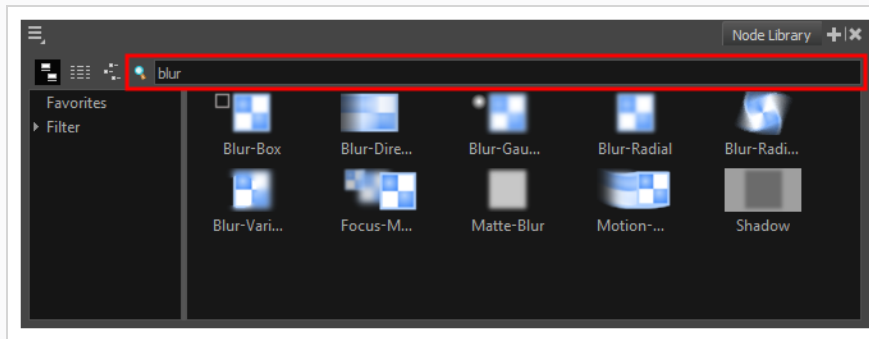 Node Library
blur
Favorites
Filter
Blur-Box Blur-Dire... Blur-Gau... Blur-Radial Blur-Radi...
Blur-Vari... Focus-M... Matte-Blur Motion-... Shadow